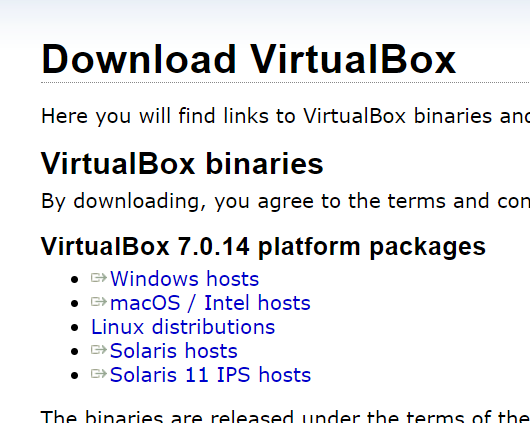 Download VirtualBox
Here you will find links to VirtualBox binaries and
VirtualBox binaries
By downloading, you agree to the terms and con
VirtualBox 7.0.14 platform packages
Windows hosts
macOS / Intel hosts
Linux distributions
Solaris hosts
Solaris 11 IPS hosts
The binaries are released under the terms of the